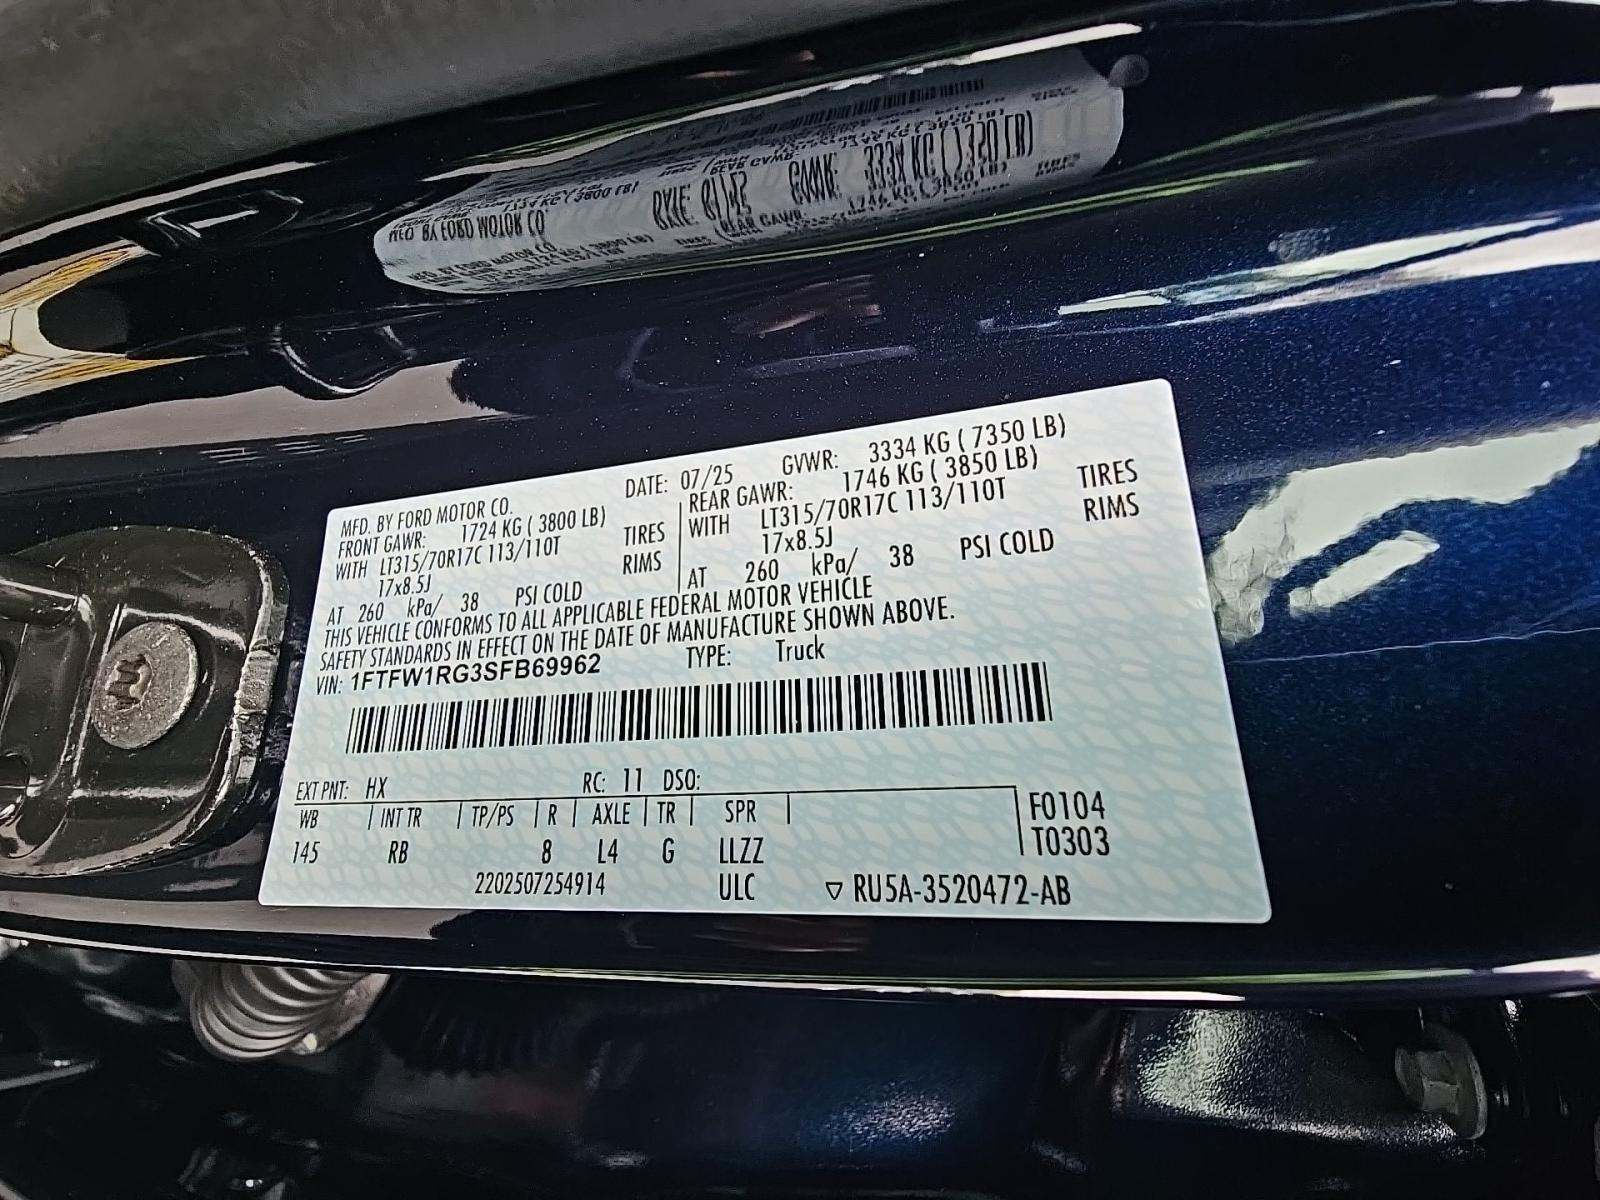 MFD. BY FORD MOTOR CO. DATE: 07/25 GVWR: 3334 KG ( 7350 LB)
FRONT GAWR: 1724 KG ( 3800 LB) REAR GAWR: 1746 KG ( 3850 LB)
WITH LT315/70R17C 113/110T TIRES WITH LT315/70R17C 113/110T TIRES
17x8.5J RIMS 17x8.5J RIMS
AT 260 kPa/ 38 PSI COLD AT 260 kPa/ 38 PSI COLD
THIS VEHICLE CONFORMS TO ALL APPLICABLE FEDERAL MOTOR VEHICLE
SAFETY STANDARDS IN EFFECT ON THE DATE OF MANUFACTURE SHOWN ABOVE.
VIN: 1FTFW1RG3SFB69962 TYPE: Truck
EXT PNT: HX RC: 11 DSO:
WB INT TR TP/PS R AXLE TR SPR F0104
145 RB 8 L4 G LLZZ T0303
2202507254914 ULC ▽ RU5A-3520472-AB